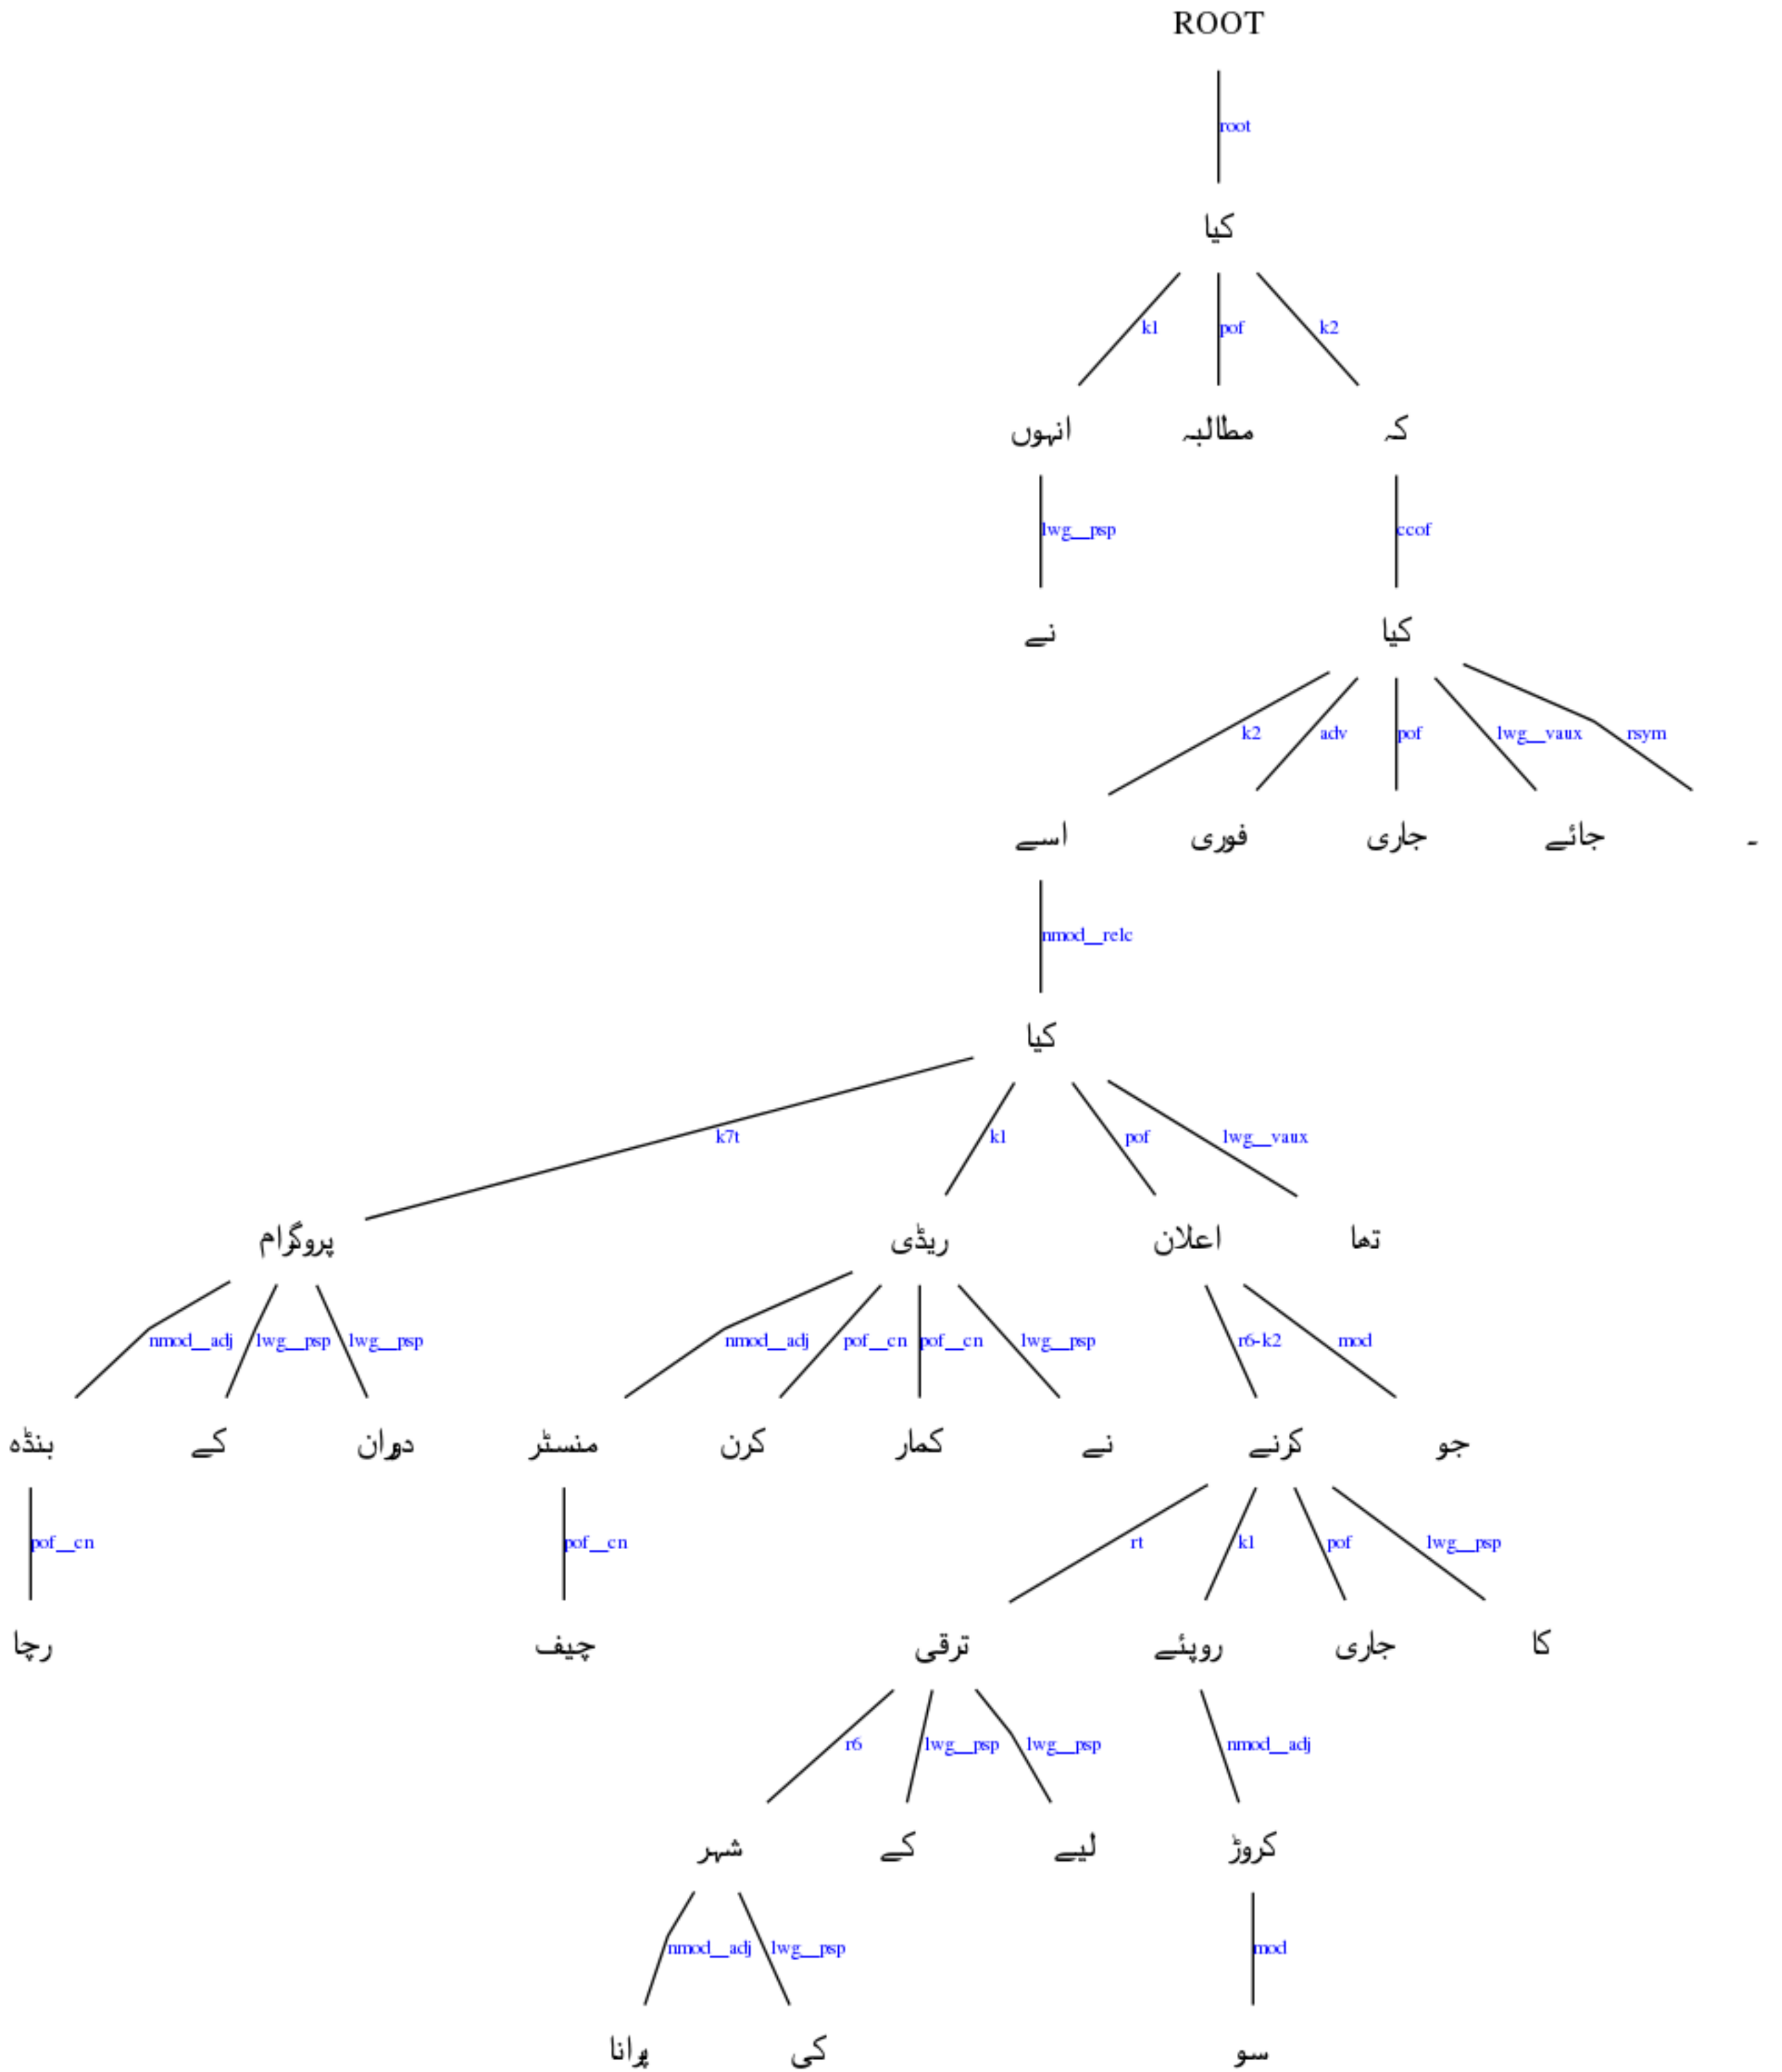 ROOT
root
کیا
k1 pof k2
انہوں مطالبہ کہ
lwg__psp ccof
نے کیا
k2 adv pof lwg__vaux rsym
اسے فوری جاری جائے ۔
nmod__relc
کیا
k7t k1 pof lwg__vaux
پروگرام ریڈی اعلان تھا
nmod__adj lwg__psp lwg__psp nmod__adj pof__cn pof__cn lwg__psp r6-k2 mod
بنڈہ کے دوران منسٹر کرن کمار نے کرنے جو
pof__cn pof__cn rt k1 pof lwg__psp
رچا چیف ترقی روپئے جاری کا
r6 lwg__psp lwg__psp nmod__adj
شہر کے لیے کروڑ
nmod__adj lwg__psp mod
پرانا کی سو